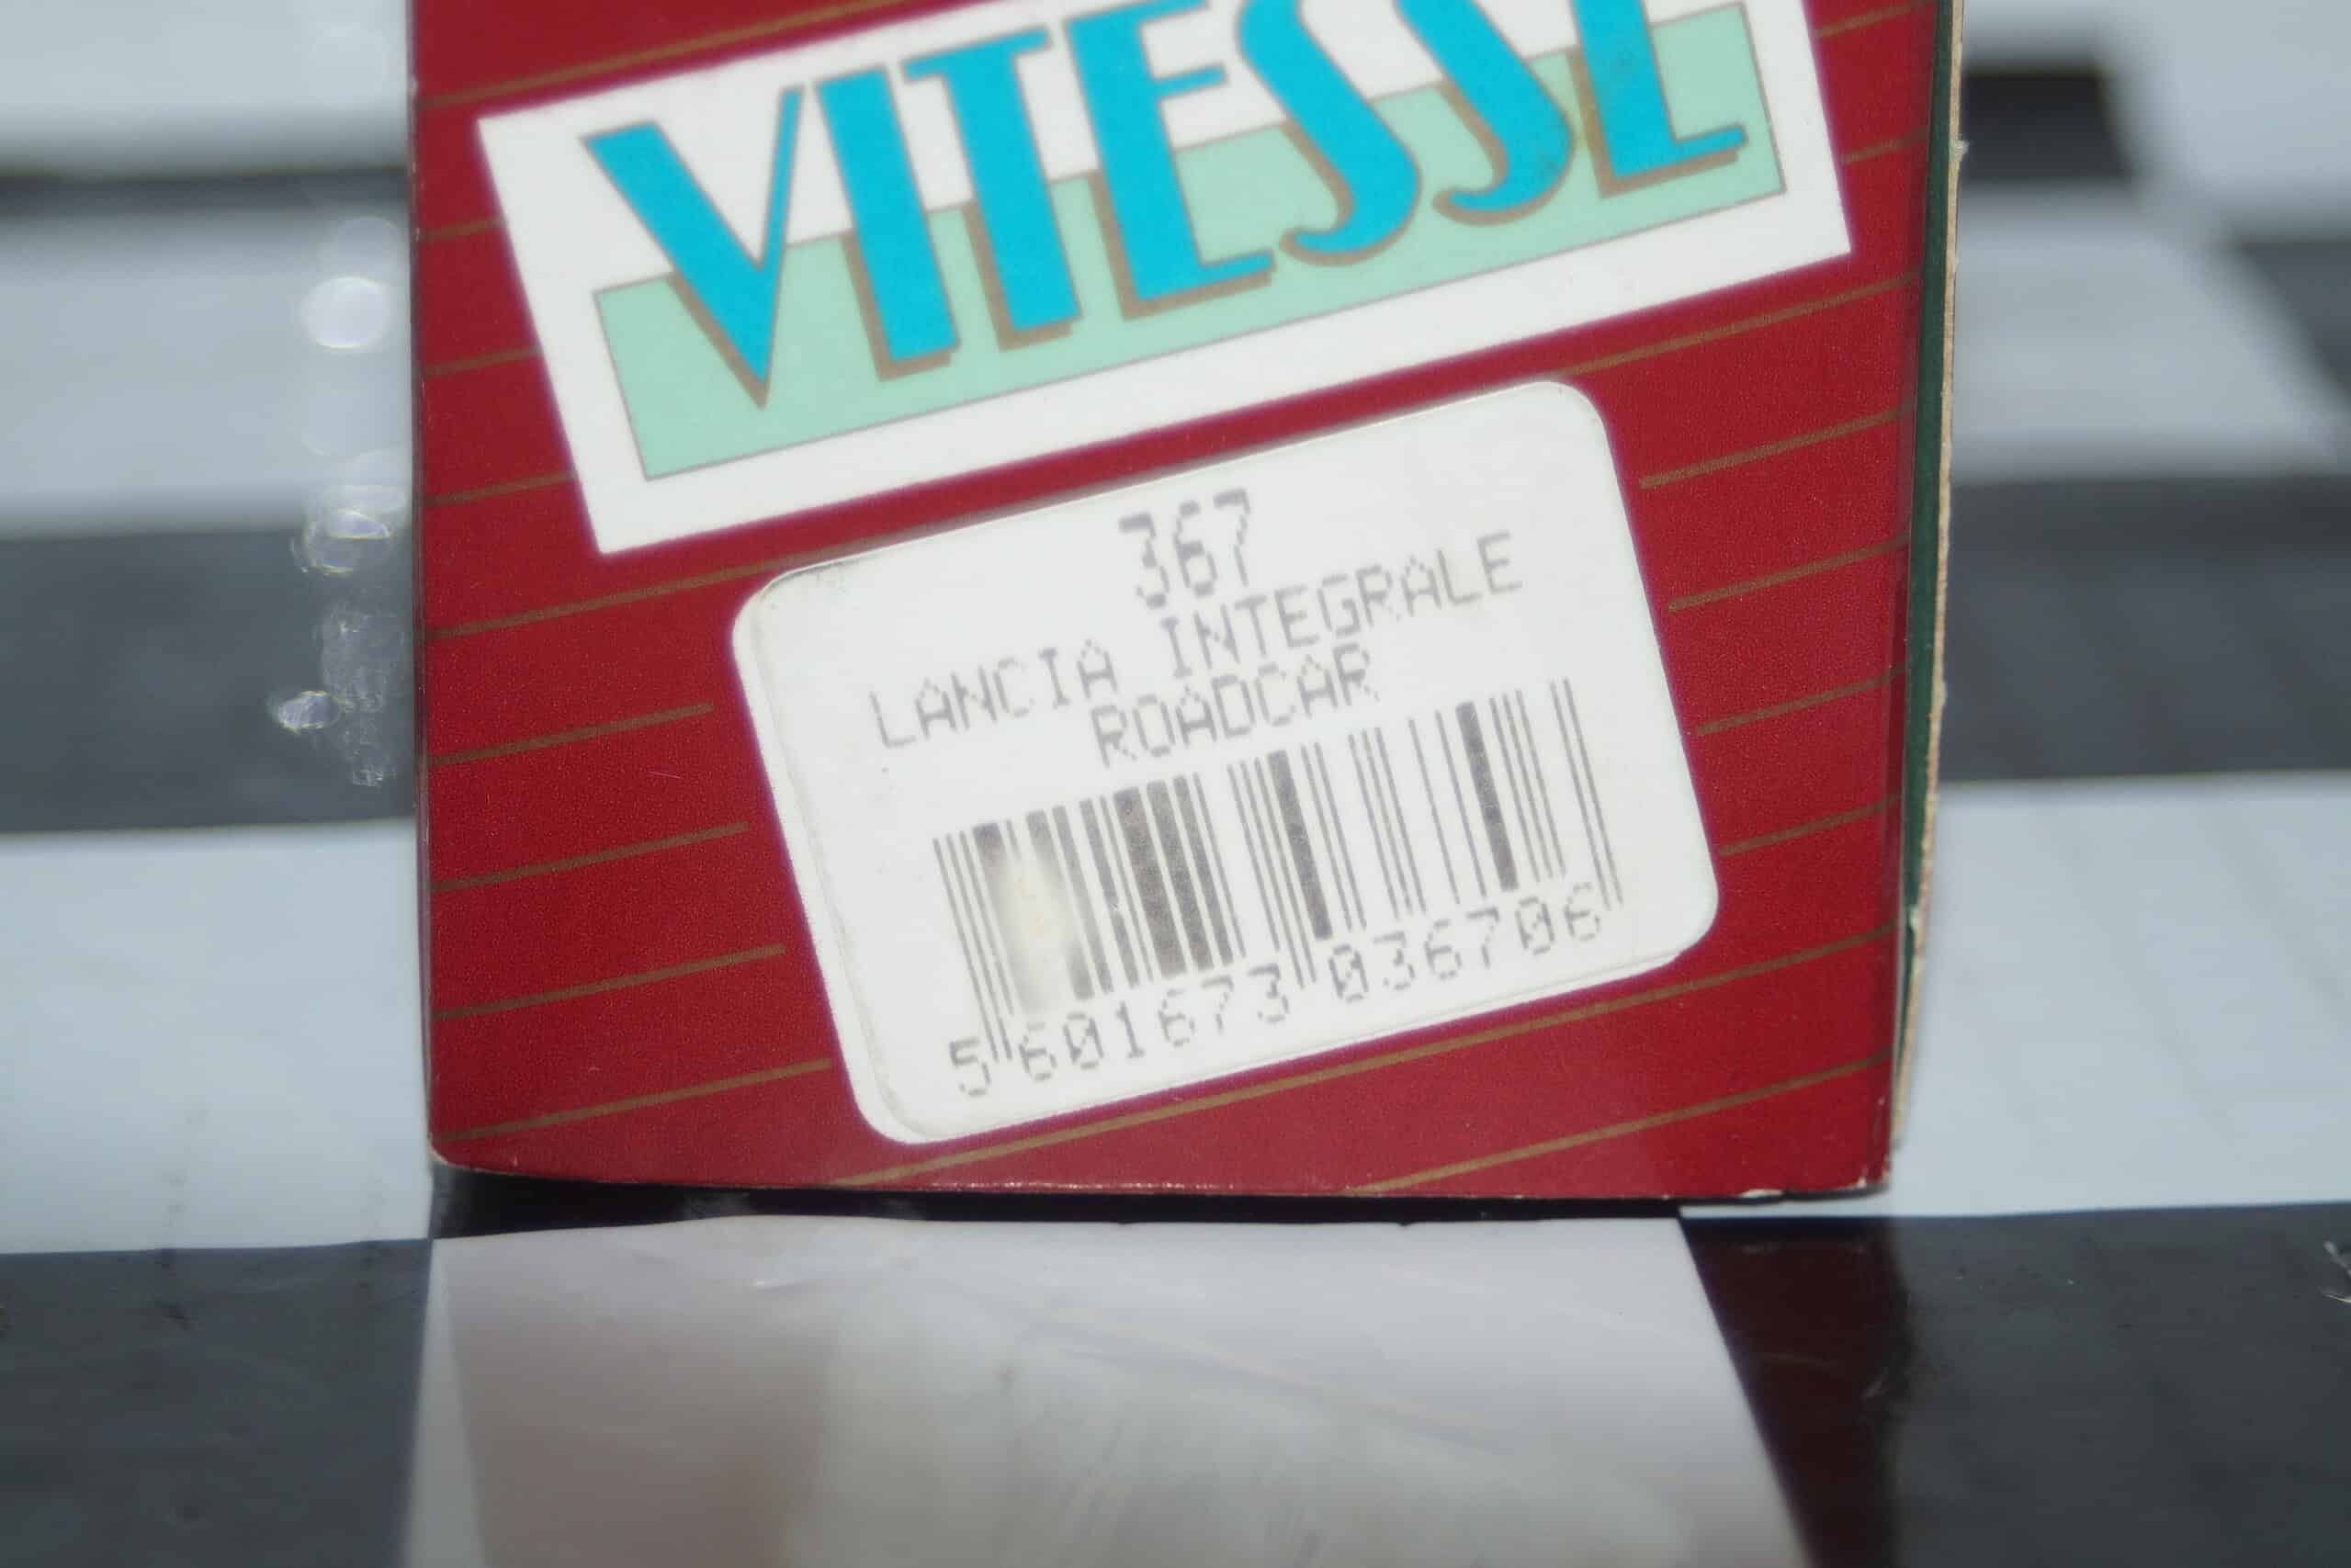 VITESSE
367
LANCIA INTEGRALE
ROADCAR
5 601673 036706